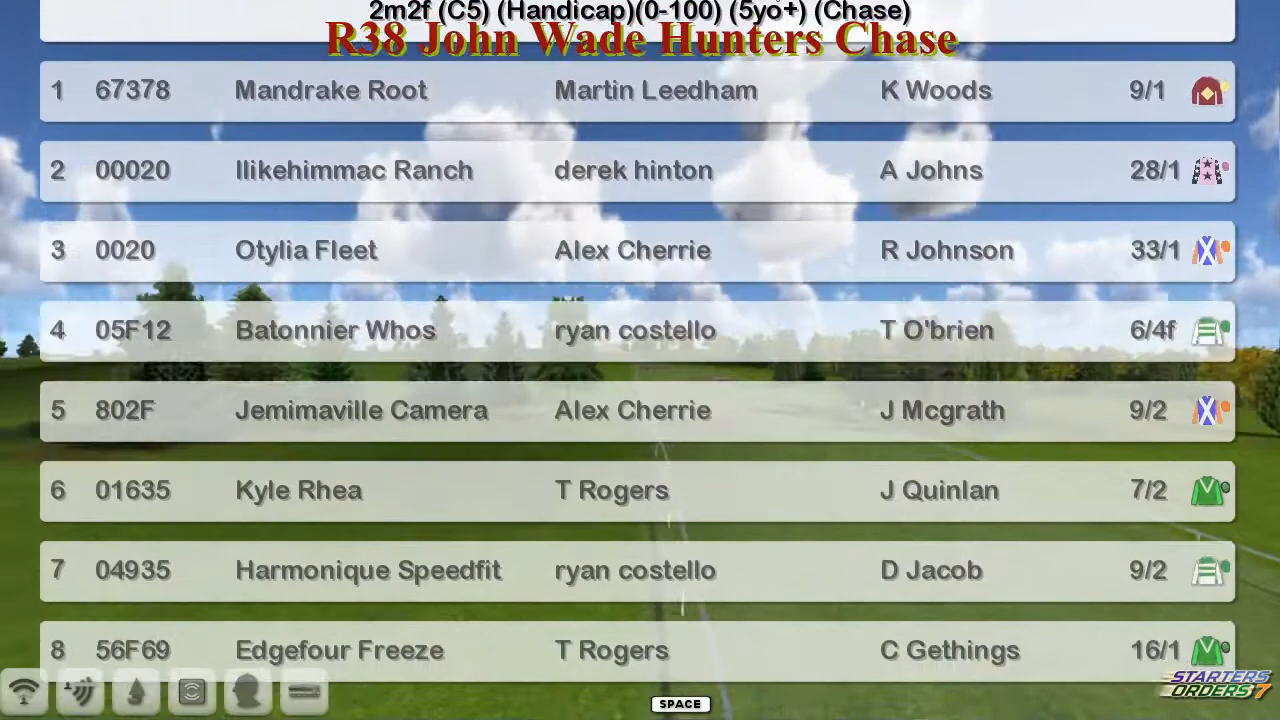 2m2f (C5) (Handicap)(0-100) (5yo+) (Chase)
R38 John Wade Hunters Chase
1 67378 Mandrake Root Martin Leedham K Woods 9/1
2 00020 Ilikehimmac Ranch derek hinton A Johns 28/1
3 0020 Otylia Fleet Alex Cherrie R Johnson 33/1
4 05F12 Batonnier Whos ryan costello T O'brien 6/4f
5 802F Jemimaville Camera Alex Cherrie J Mcgrath 9/2
6 01635 Kyle Rhea T Rogers J Quinlan 7/2
7 04935 Harmonique Speedfit ryan costello D Jacob 9/2
8 56F69 Edgefour Freeze T Rogers C Gethings 16/1
STARTERS
ORDERS 7
SPACE